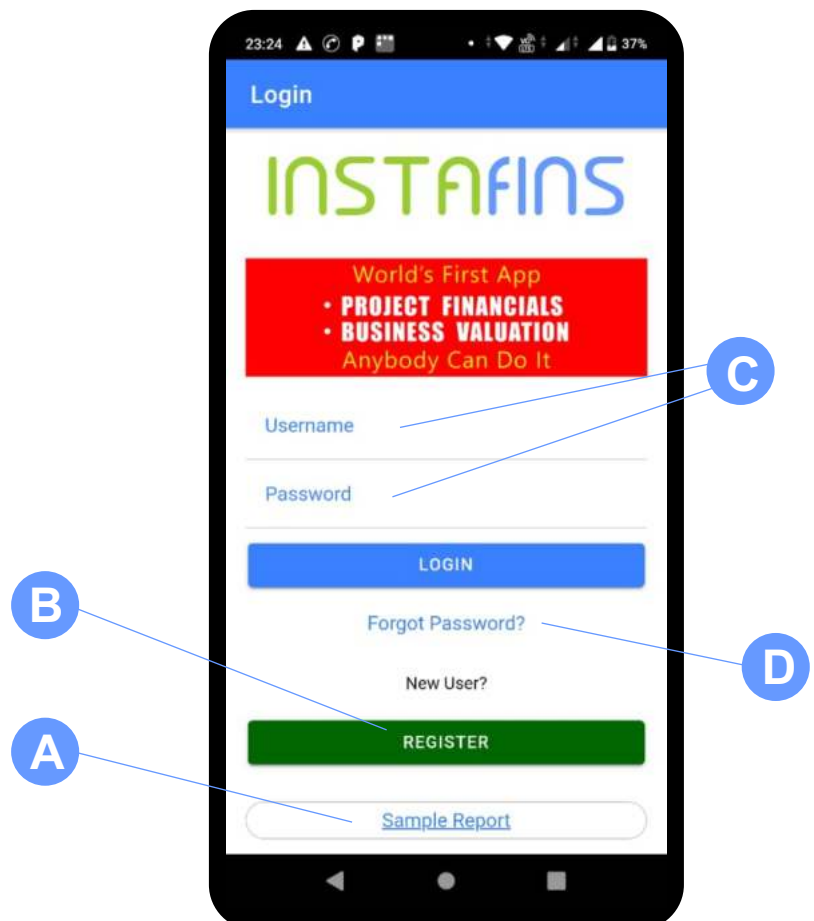 23:24 37%
Login
INSTAFINS
World's First App
• PROJECT FINANCIALS
• BUSINESS VALUATION
Anybody Can Do It
C
Username
Password
LOGIN
B
Forgot Password?
D
New User?
REGISTER
A
Sample Report